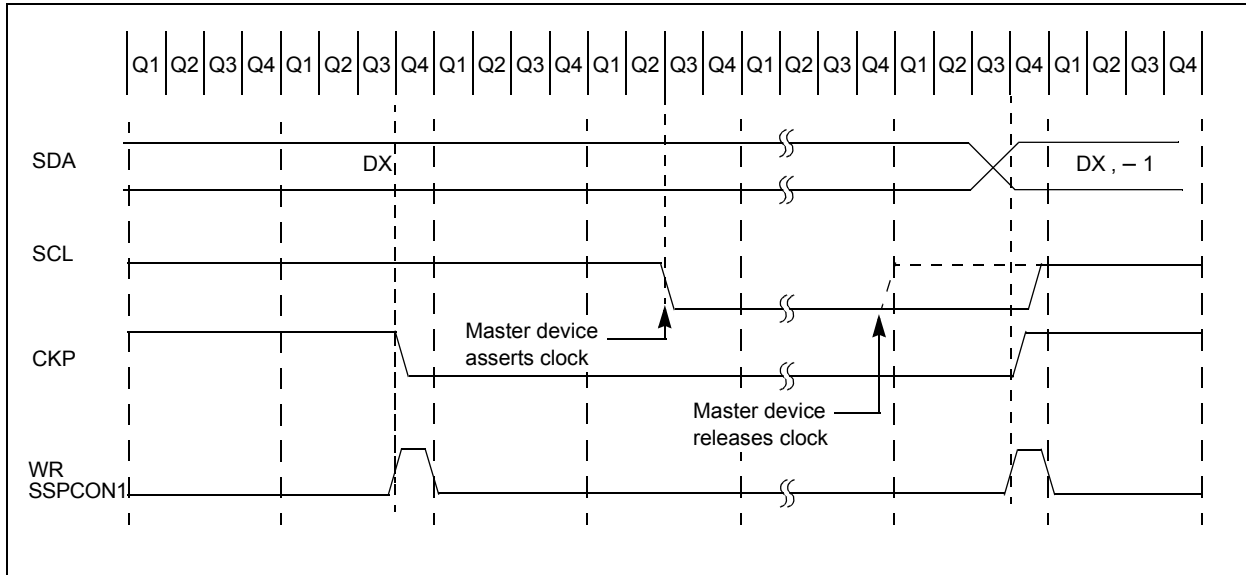 Q1 Q2 Q3 Q4 Q1 Q2 Q3 Q4 Q1 Q2 Q3 Q4 Q1 Q2 Q3 Q4 Q1 Q2 Q3 Q4 Q1 Q2 Q3 Q4 Q1 Q2 Q3 Q4
SDA
DX
DX , – 1
SCL
Master device
asserts clock
CKP
Master device
releases clock
WR
SSPCON1